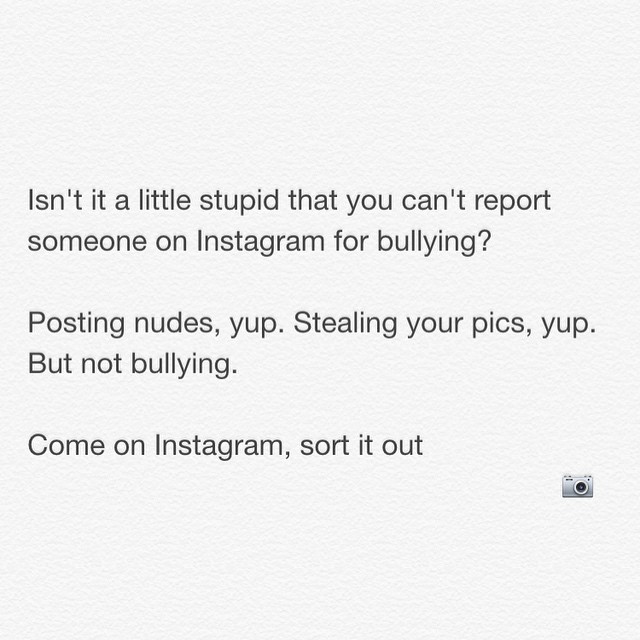 Isn't it a little stupid that you can't report
someone on Instagram for bullying?
Posting nudes, yup. Stealing your pics, yup.
But not bullying.
Come on Instagram, sort it out